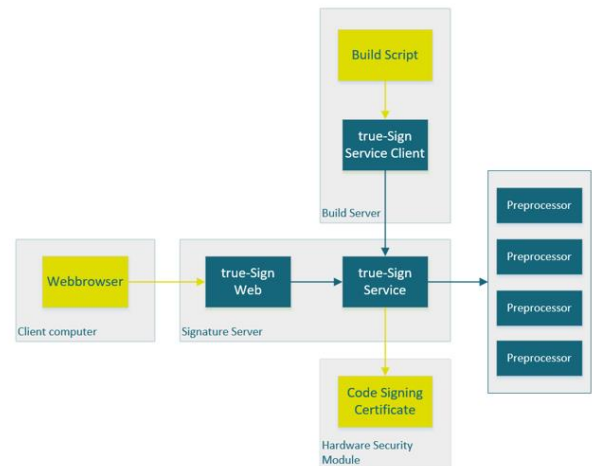 Build Script
true-Sign
Service Client
Build Server
Preprocessor
Preprocessor
Preprocessor
Preprocessor
Webbrowser
Client computer
true-Sign
Web
true-Sign
Service
Signature Server
Code Signing
Certificate
Hardware Security
Module